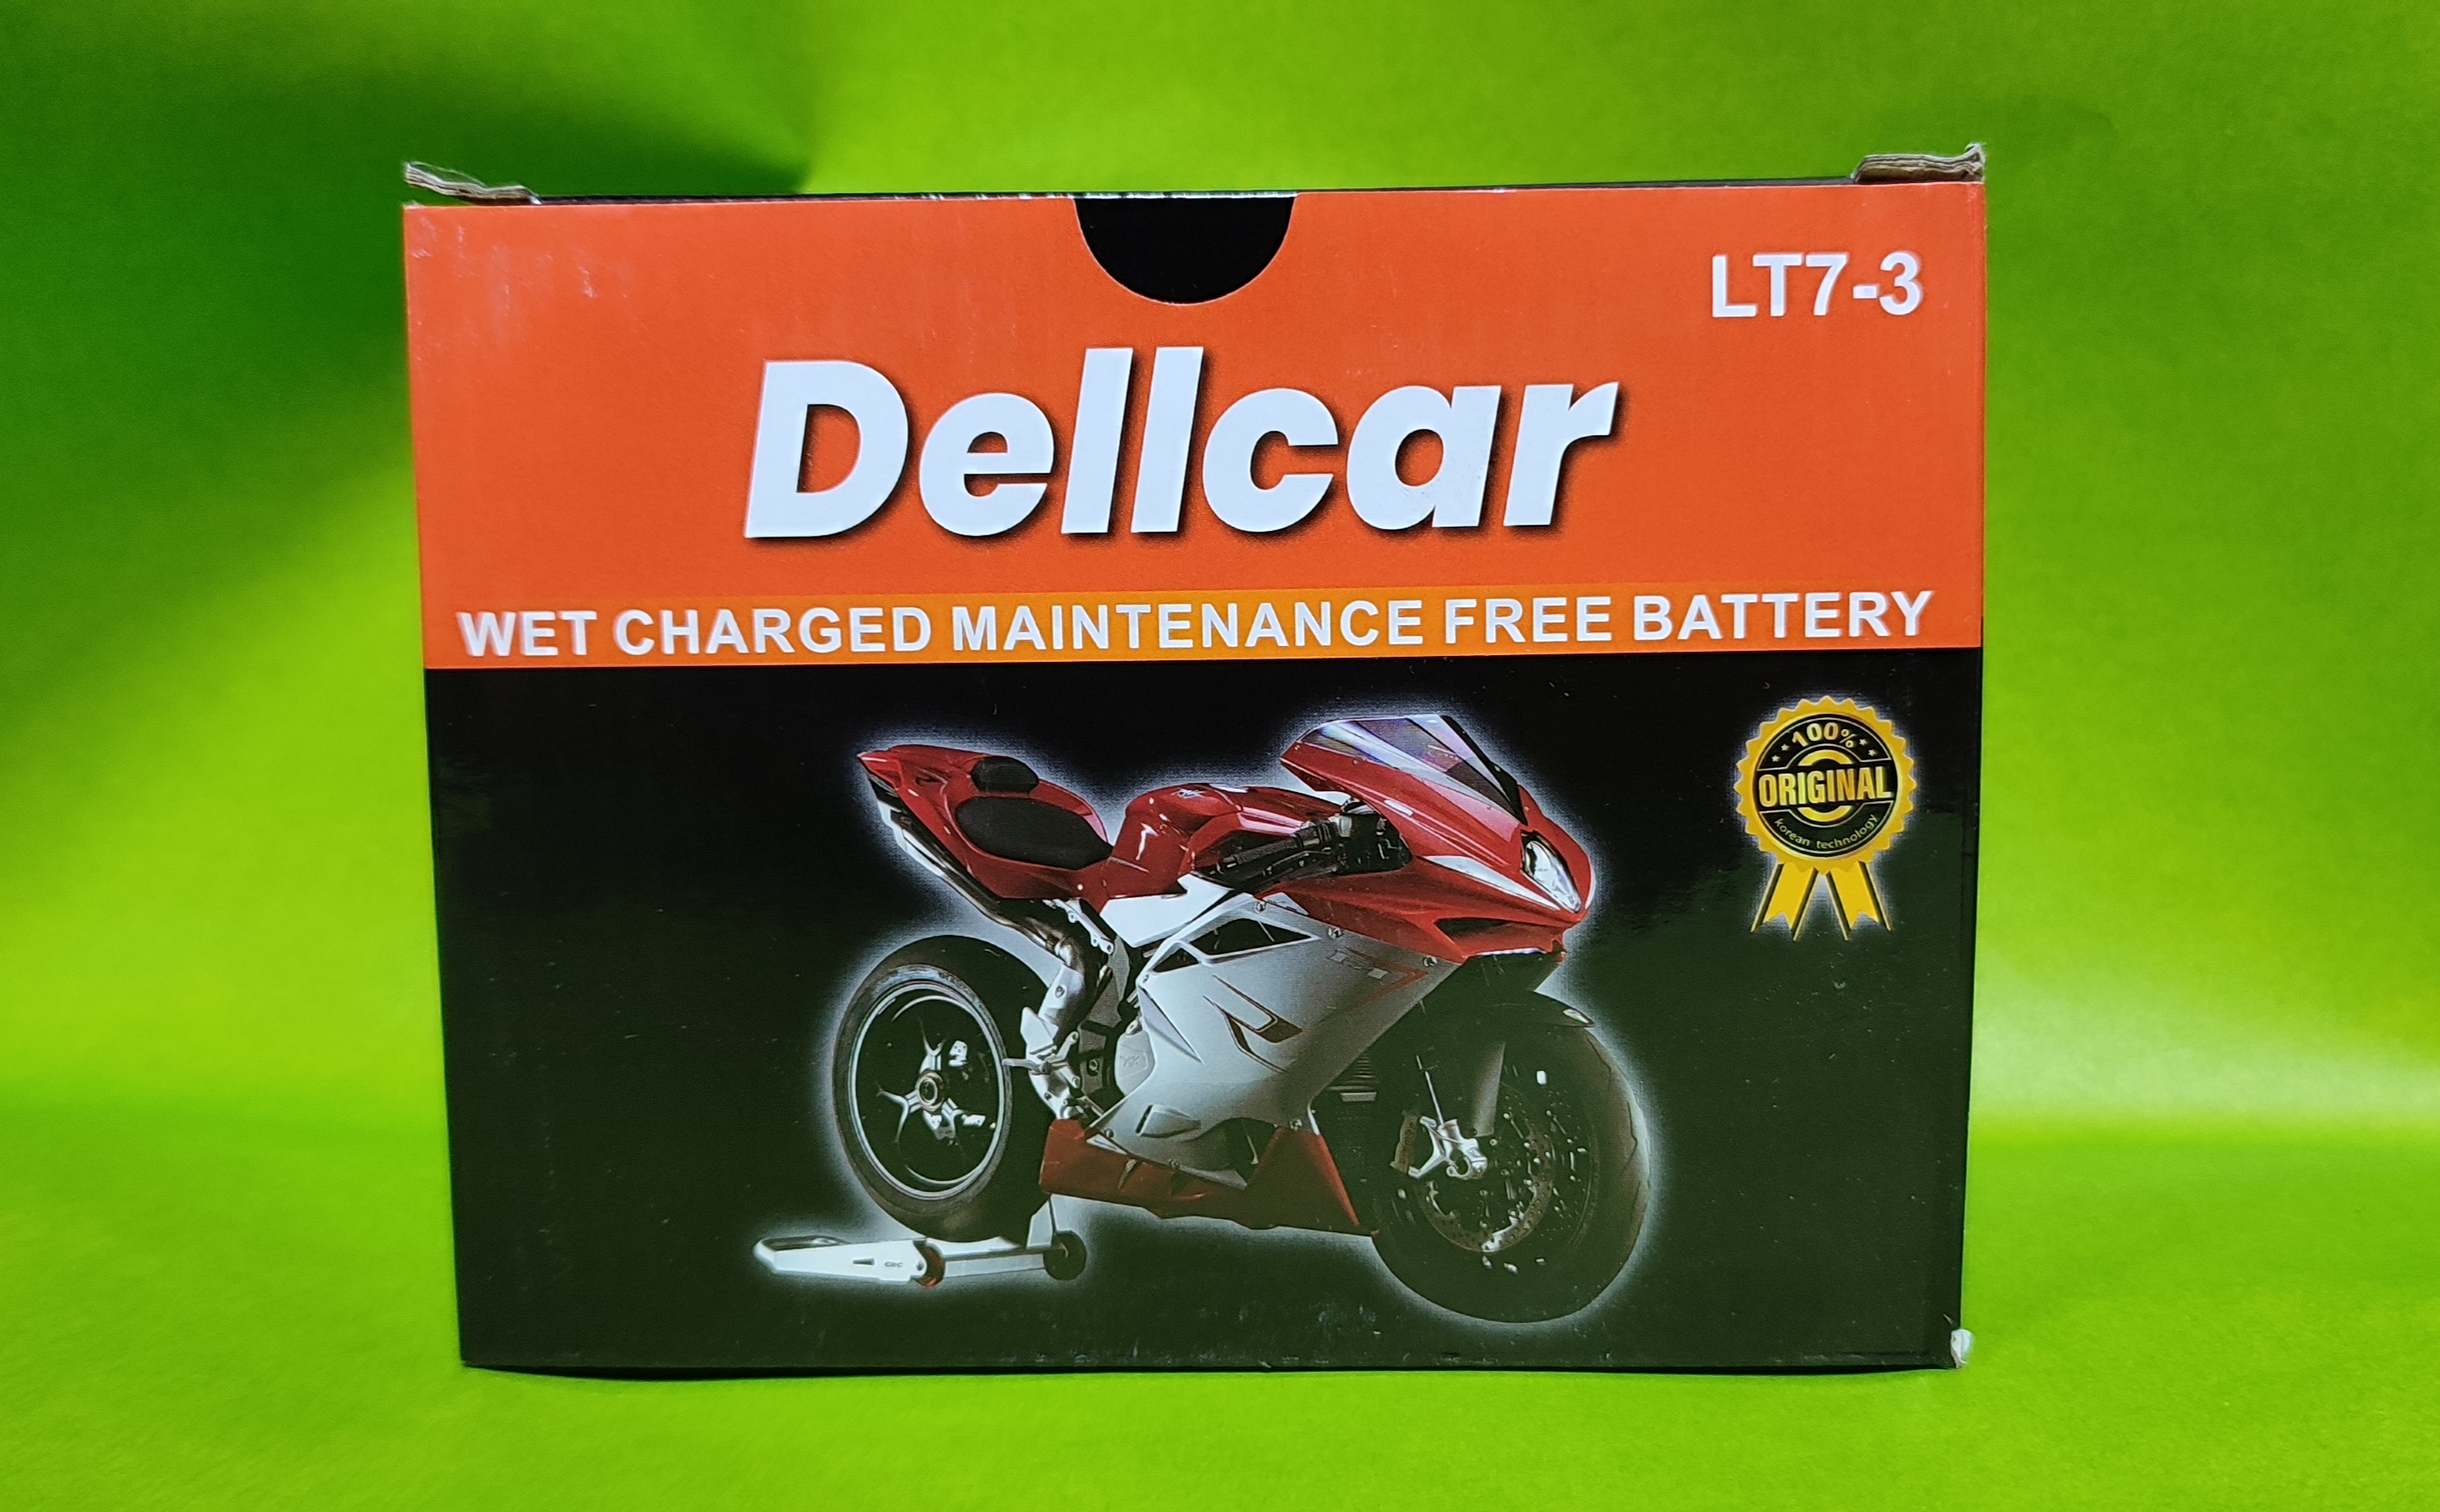 LT7-3
Dellcar
WET CHARGED MAINTENANCE FREE BATTERY
100%
ORIGINAL
korean technology